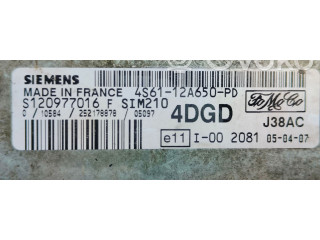 SIEMENS
MADE IN FRANCE 4S61-12A650-PD
S120977016 F SIM210
0 / 10584 / 252178878 / 05097
4DGD
FoMoCo
J38AC
e11 I-00 2081 05-04-07